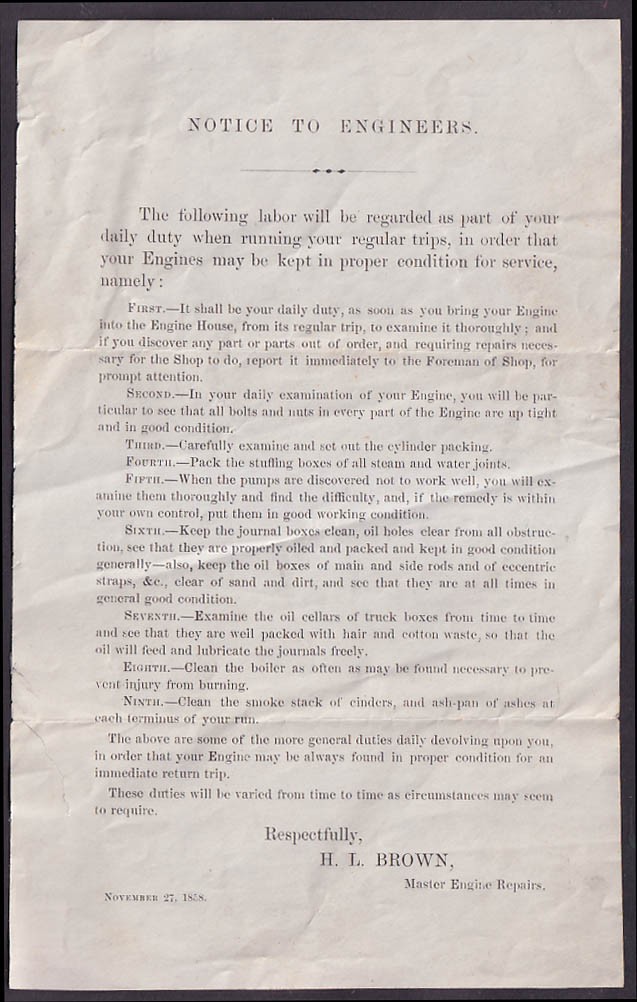 NOTICE TO ENGINEERS.
The following labor will be regarded as part of your
daily duty when running your regular trips, in order that
your Engines may be kept in proper condition for service,
namely:
FIRST.—It shall be your daily duty, as soon as you bring your Engine
into the Engine House, from its regular trip, to examine it thoroughly; and
if you discover any part or parts out of order, and requiring repairs neces-
sary for the Shop to do, report it immediately to the Foreman of Shop, for
prompt attention.
SECOND.—In your daily examination of your Engine, you will be par-
ticular to see that all bolts and nuts in every part of the Engine are up tight
and in good condition.
THIRD.—Carefully examine and set out the cylinder packing.
FOURTH.—Pack the stuffing boxes of all steam and water joints.
FIFTH.—When the pumps are discovered not to work well, you will ex-
amine them thoroughly and find the difficulty, and, if the remedy is within
your own control, put them in good working condition.
SIXTH.—Keep the journal boxes clean, oil holes clear from all obstruc-
tion, see that they are properly oiled and packed and kept in good condition
generally—also, keep the oil boxes of main and side rods and of eccentric
straps, &c., clear of sand and dirt, and see that they are at all times in
general good condition.
SEVENTH.—Examine the oil cellars of truck boxes from time to time
and see that they are well packed with hair and cotton waste, so that the
oil will feed and lubricate the journals freely.
EIGHTH.—Clean the boiler as often as may be found necessary to pre-
vent injury from burning.
NINTH.—Clean the smoke stack of cinders, and ash-pan of ashes at
each terminus of your run.
The above are some of the more general duties daily devolving upon you,
in order that your Engine may be always found in proper condition for an
immediate return trip.
These duties will be varied from time to time as circumstances may seem
to require.
Respectfully,
H. L. BROWN,
Master Engine Repairs.
NOVEMBER 27, 1858.